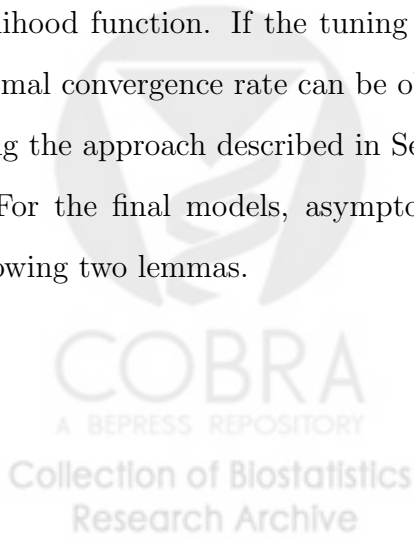 lihood function. If the tuning
mal convergence rate can be o
g the approach described in Se
For the final models, asympto
owing two lemmas.
COBRA
A BEPRESS REPOSITORY
Collection of Biostatistics
Research Archive